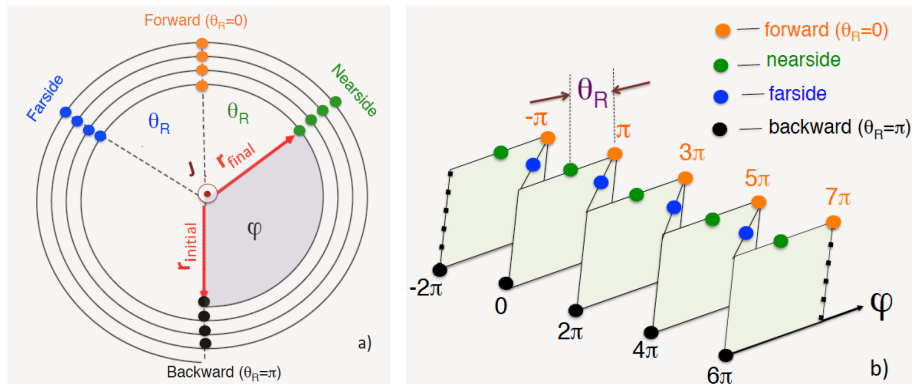 Forward (θR=0)
Farside
Nearside
θR
θR
J
rfinal
rinitial
φ
Backward (θR=π)
a)
forward (θR=0)
nearside
farside
backward (θR=π)
θR
-π
π
3π
5π
7π
-2π
0
2π
4π
6π
φ
b)